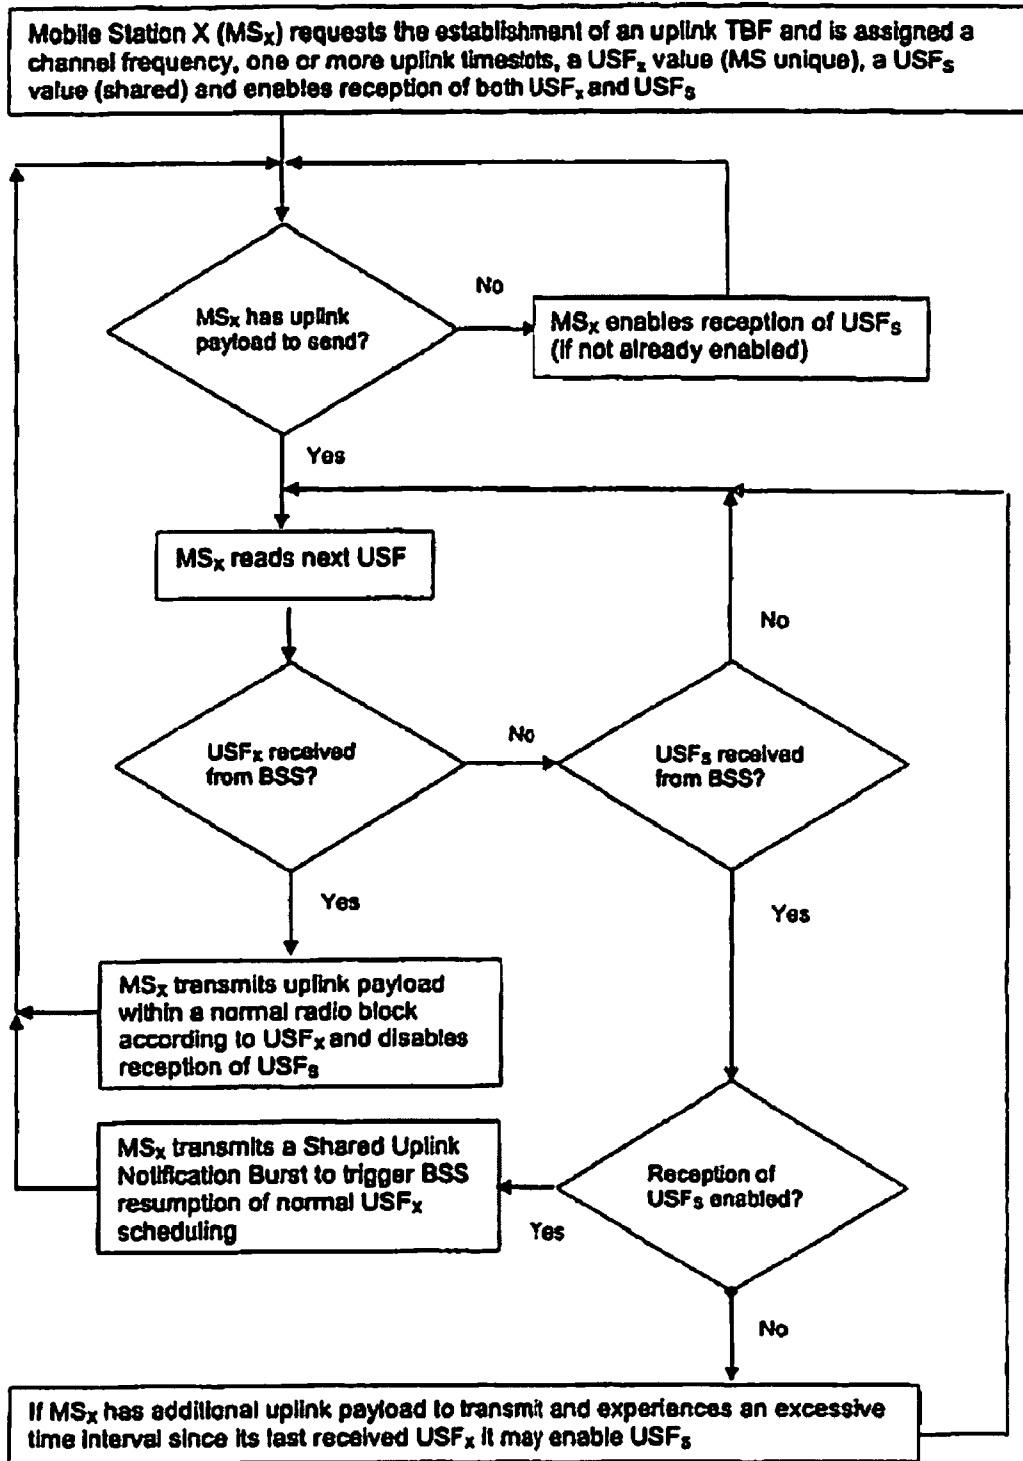 Mobile Station X (MSx) requests the establishment of an uplink TBF and is assigned a
channel frequency, one or more uplink timeslots, a USFx value (MS unique), a USFs
value (shared) and enables reception of both USFx and USFs
No
MSx has uplink
payload to send?
MSx enables reception of USFs
(if not already enabled)
Yes
MSx reads next USF
No
No
USFx received
from BSS?
USFs received
from BSS?
Yes
Yes
MSx transmits uplink payload
within a normal radio block
according to USFx and disables
reception of USFs
MSx transmits a Shared Uplink
Notification Burst to trigger BSS
resumption of normal USFx
scheduling
Reception of
USFs enabled?
Yes
No
If MSx has additional uplink payload to transmit and experiences an excessive
time interval since its last received USFx it may enable USFs